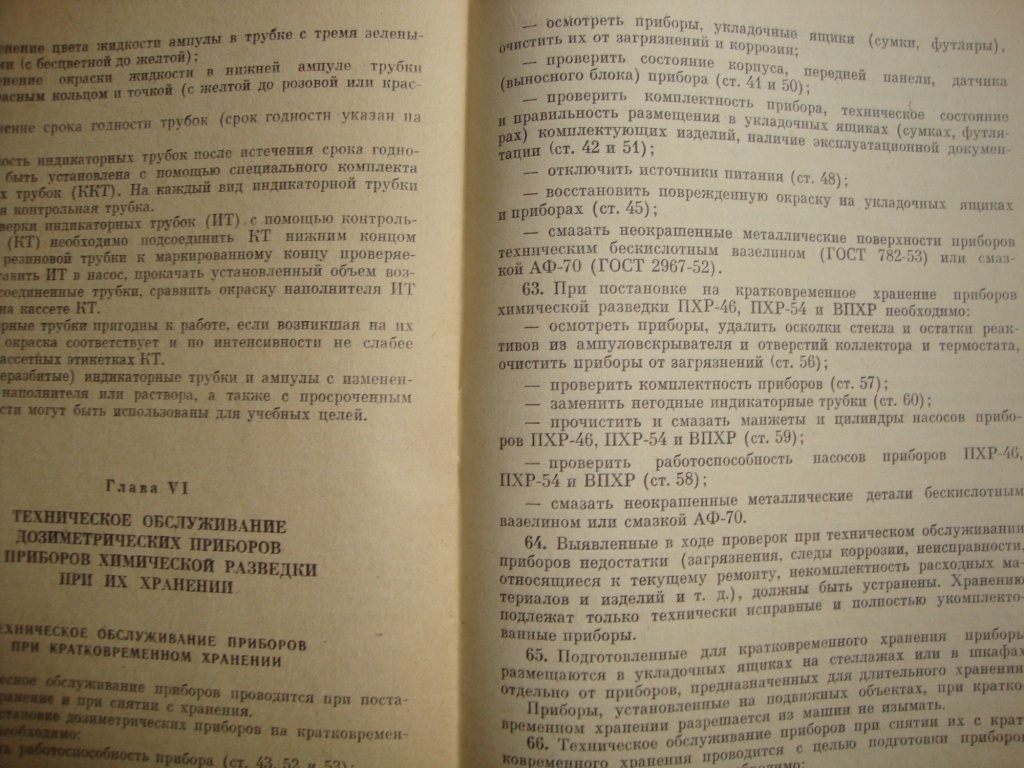 цвета жидкости ампулы в трубке с тремя зелены-
(с бесцветной до желтой);
окраски жидкости в нижней ампуле трубки
кольцом и точкой (с желтой до розовой или крас-
срока годности трубок (срок годности указан на
индикаторных трубок после истечения срока годно-
быть установлена с помощью специального комплекта
трубок (ККТ). На каждый вид индикаторной трубки
контрольная трубка.
индикаторных трубок (ИТ) с помощью контроль-
(КТ) необходимо подсоединить КТ нижним концом
резиновой трубки к маркированному концу проверяе-
ИТ в насос, прокачать установленный объем воз-
трубки, сравнить окраску наполнителя ИТ
на кассете КТ.
трубки пригодны к работе, если возникшая на их
окраска соответствует и по интенсивности не слабее
этикетках КТ.
индикаторные трубки и ампулы с изменен-
наполнителя или раствора, а также с просроченным
могут быть использованы для учебных целей.
Глава VI
ТЕХНИЧЕСКОЕ ОБСЛУЖИВАНИЕ
ДОЗИМЕТРИЧЕСКИХ ПРИБОРОВ
ПРИБОРОВ ХИМИЧЕСКОЙ РАЗВЕДКИ
ПРИ ИХ ХРАНЕНИИ
ОБСЛУЖИВАНИЕ ПРИБОРОВ
ПРИ КРАТКОВРЕМЕННОМ ХРАНЕНИИ
обслуживание приборов проводится при поста-
и при снятии с хранения.
дозиметрических приборов на кратковремен-
работоспособность прибора (ст. 43, 52 и 53);
— осмотреть приборы, укладочные ящики (сумки, футляры),
очистить их от загрязнения и коррозии;
— проверить состояние корпуса, передней панели, датчика
(выносного блока) прибора (ст. 41 и 50);
— проверить комплектность прибора, техническое состояние
и правильность размещения в укладочных ящиках (сумках, футля-
рах) комплектующих изделий, наличие эксплуатационной докумен-
тации (ст. 42 и 51);
— отключить источники питания (ст. 48);
— восстановить поврежденную окраску на укладочных ящиках
и приборах (ст. 45);
— смазать неокрашенные металлические поверхности приборов
техническим бескислотным вазелином (ГОСТ 782-53) или смаз-
кой АФ-70 (ГОСТ 2967-52).
63. При постановке на кратковременное хранение приборов
химической разведки ПХР-46, ПХР-54 и ВПХР необходимо:
— осмотреть приборы, удалить осколки стекла и остатки реак-
тивов из ампуловскрывателя и отверстий коллектора и термостата,
очистить приборы от загрязнений (ст. 56);
— проверить комплектность приборов (ст. 57);
— заменить негодные индикаторные трубки (ст. 60);
— прочистить и смазать манжеты и цилиндры насосов прибо-
ров ПХР-46, ПХР-54 и ВПХР (ст. 59);
— проверить работоспособность насосов приборов ПХР-46,
ПХР-54 и ВПХР (ст. 58);
— смазать неокрашенные металлические детали бескислотным
вазелином или смазкой АФ-70.
64. Выявленные в ходе проверок при техническом обслуживании
приборов недостатки (загрязнения, следы коррозии, неисправности,
относящиеся к текущему ремонту, некомплектность расходных ма-
териалов и изделий и т. д.), должны быть устранены. Хранению
подлежат только технически исправные и полностью укомплекто-
ванные приборы.
65. Подготовленные для кратковременного хранения приборы
размещаются в укладочных ящиках на стеллажах или в шкафах
отдельно от приборов, предназначенных для длительного хранения.
Приборы, установленные на подвижных объектах, при кратко-
временном хранении разрешается из машин не изымать.
66. Техническое обслуживание приборов при снятии их с крат-
ковременного хранения проводится с целью подготовки приборов